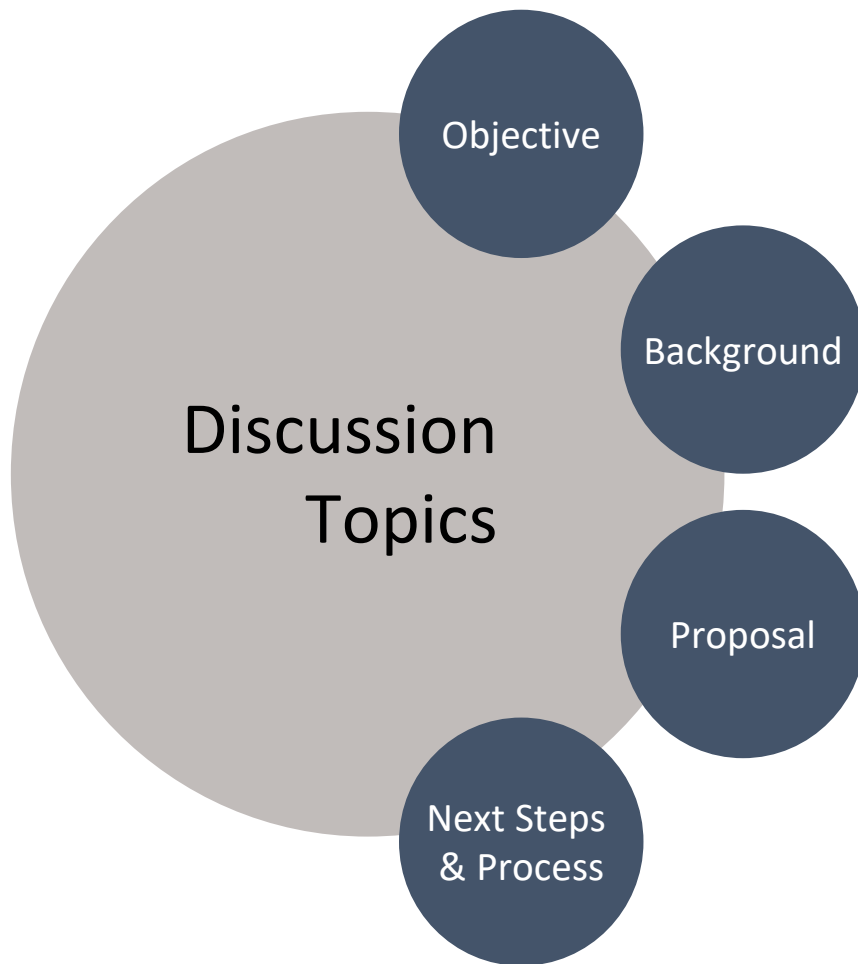 Discussion
Topics
Objective
Background
Proposal
Next Steps
& Process